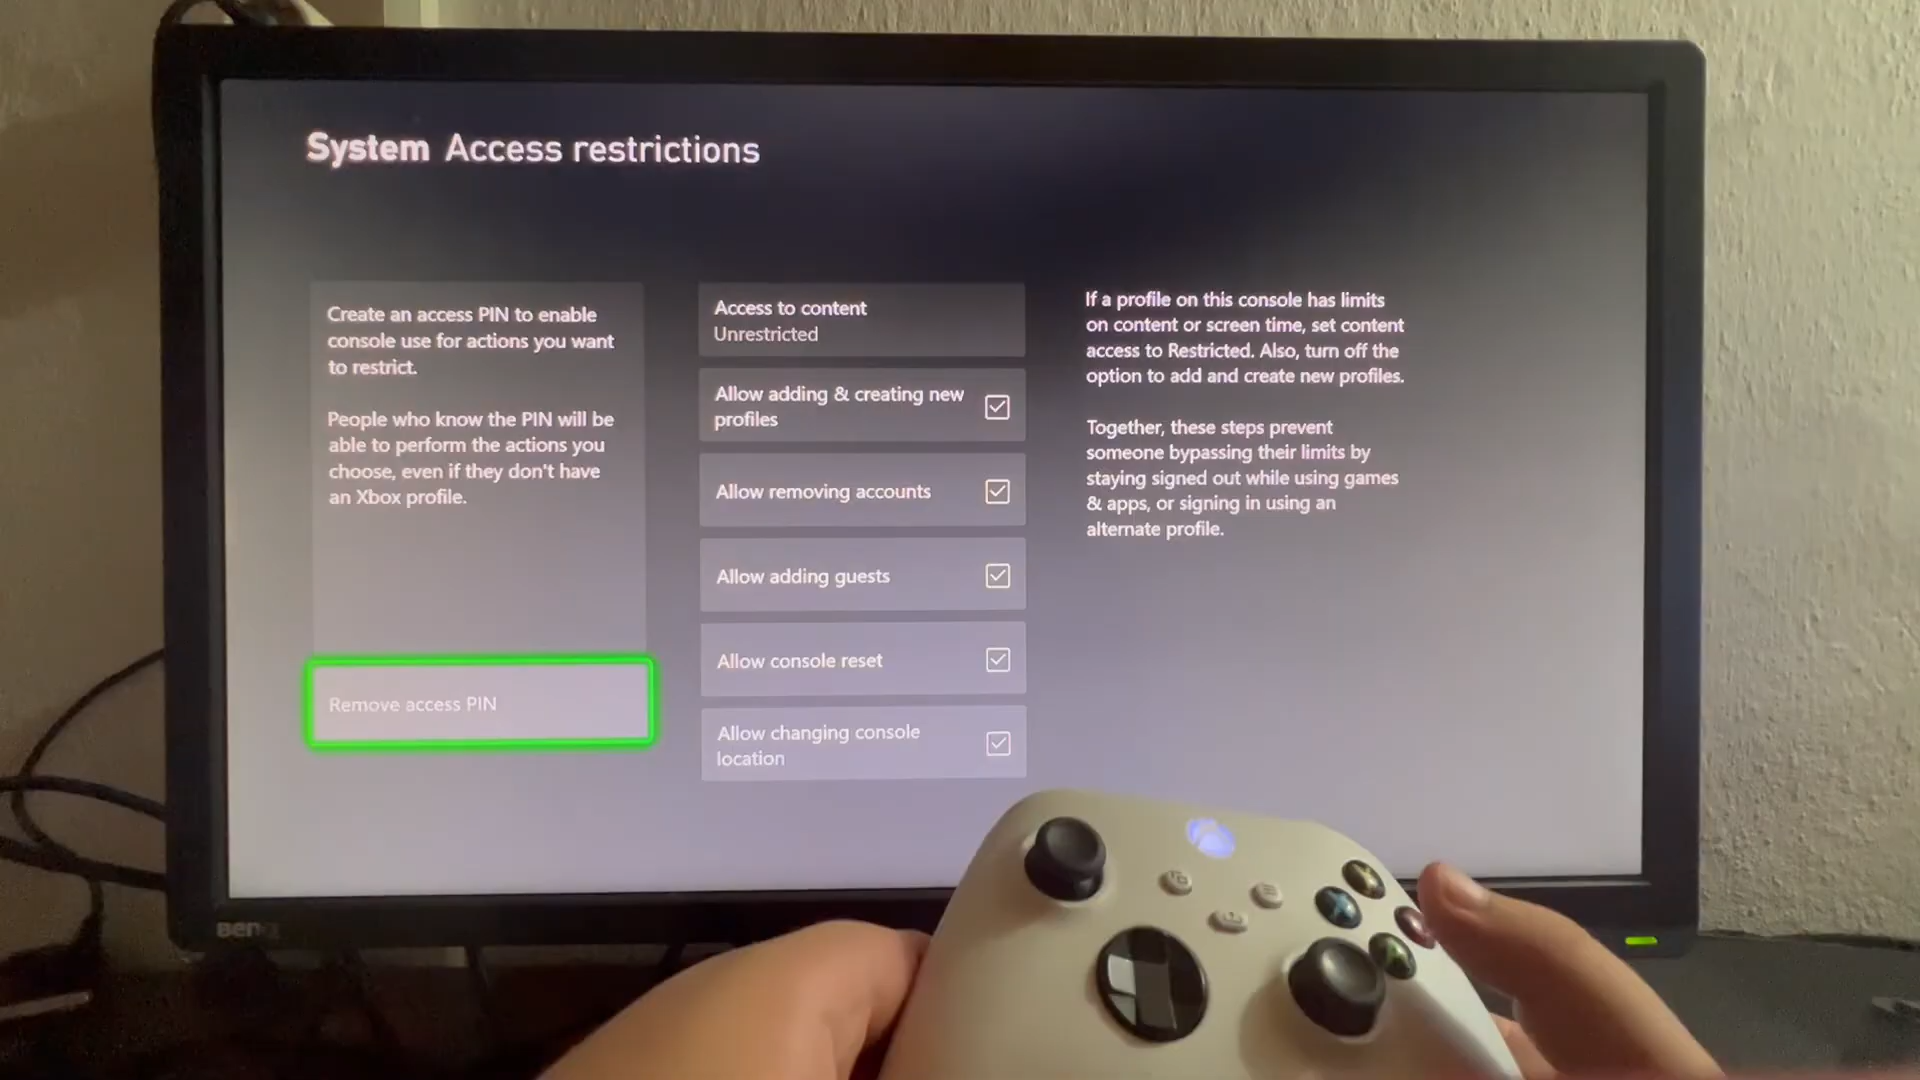 System Access restrictions
Create an access PIN to enable
console use for actions you want
to restrict.
People who know the PIN will be
able to perform the actions you
choose, even if they don't have
an Xbox profile.
Remove access PIN
Access to content
Unrestricted
Allow adding & creating new
profiles
Allow removing accounts
Allow adding guests
Allow console reset
Allow changing console
location
If a profile on this console has limits
on content or screen time, set content
access to Restricted. Also, turn off the
option to add and create new profiles.
Together, these steps prevent
someone bypassing their limits by
staying signed out while using games
& apps, or signing in using an
alternate profile.
BenQ